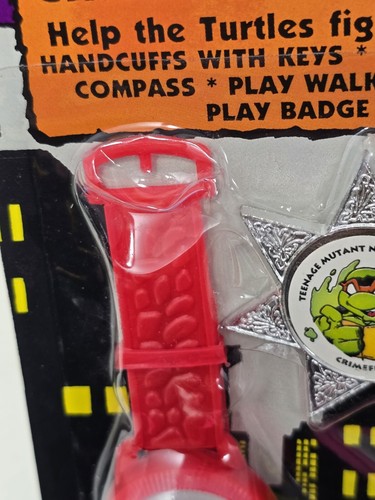 Help the Turtles fig
HANDCUFFS WITH KEYS *
COMPASS * PLAY WALK
PLAY BADGE
TEENAGE MUTANT N
CRIMEF